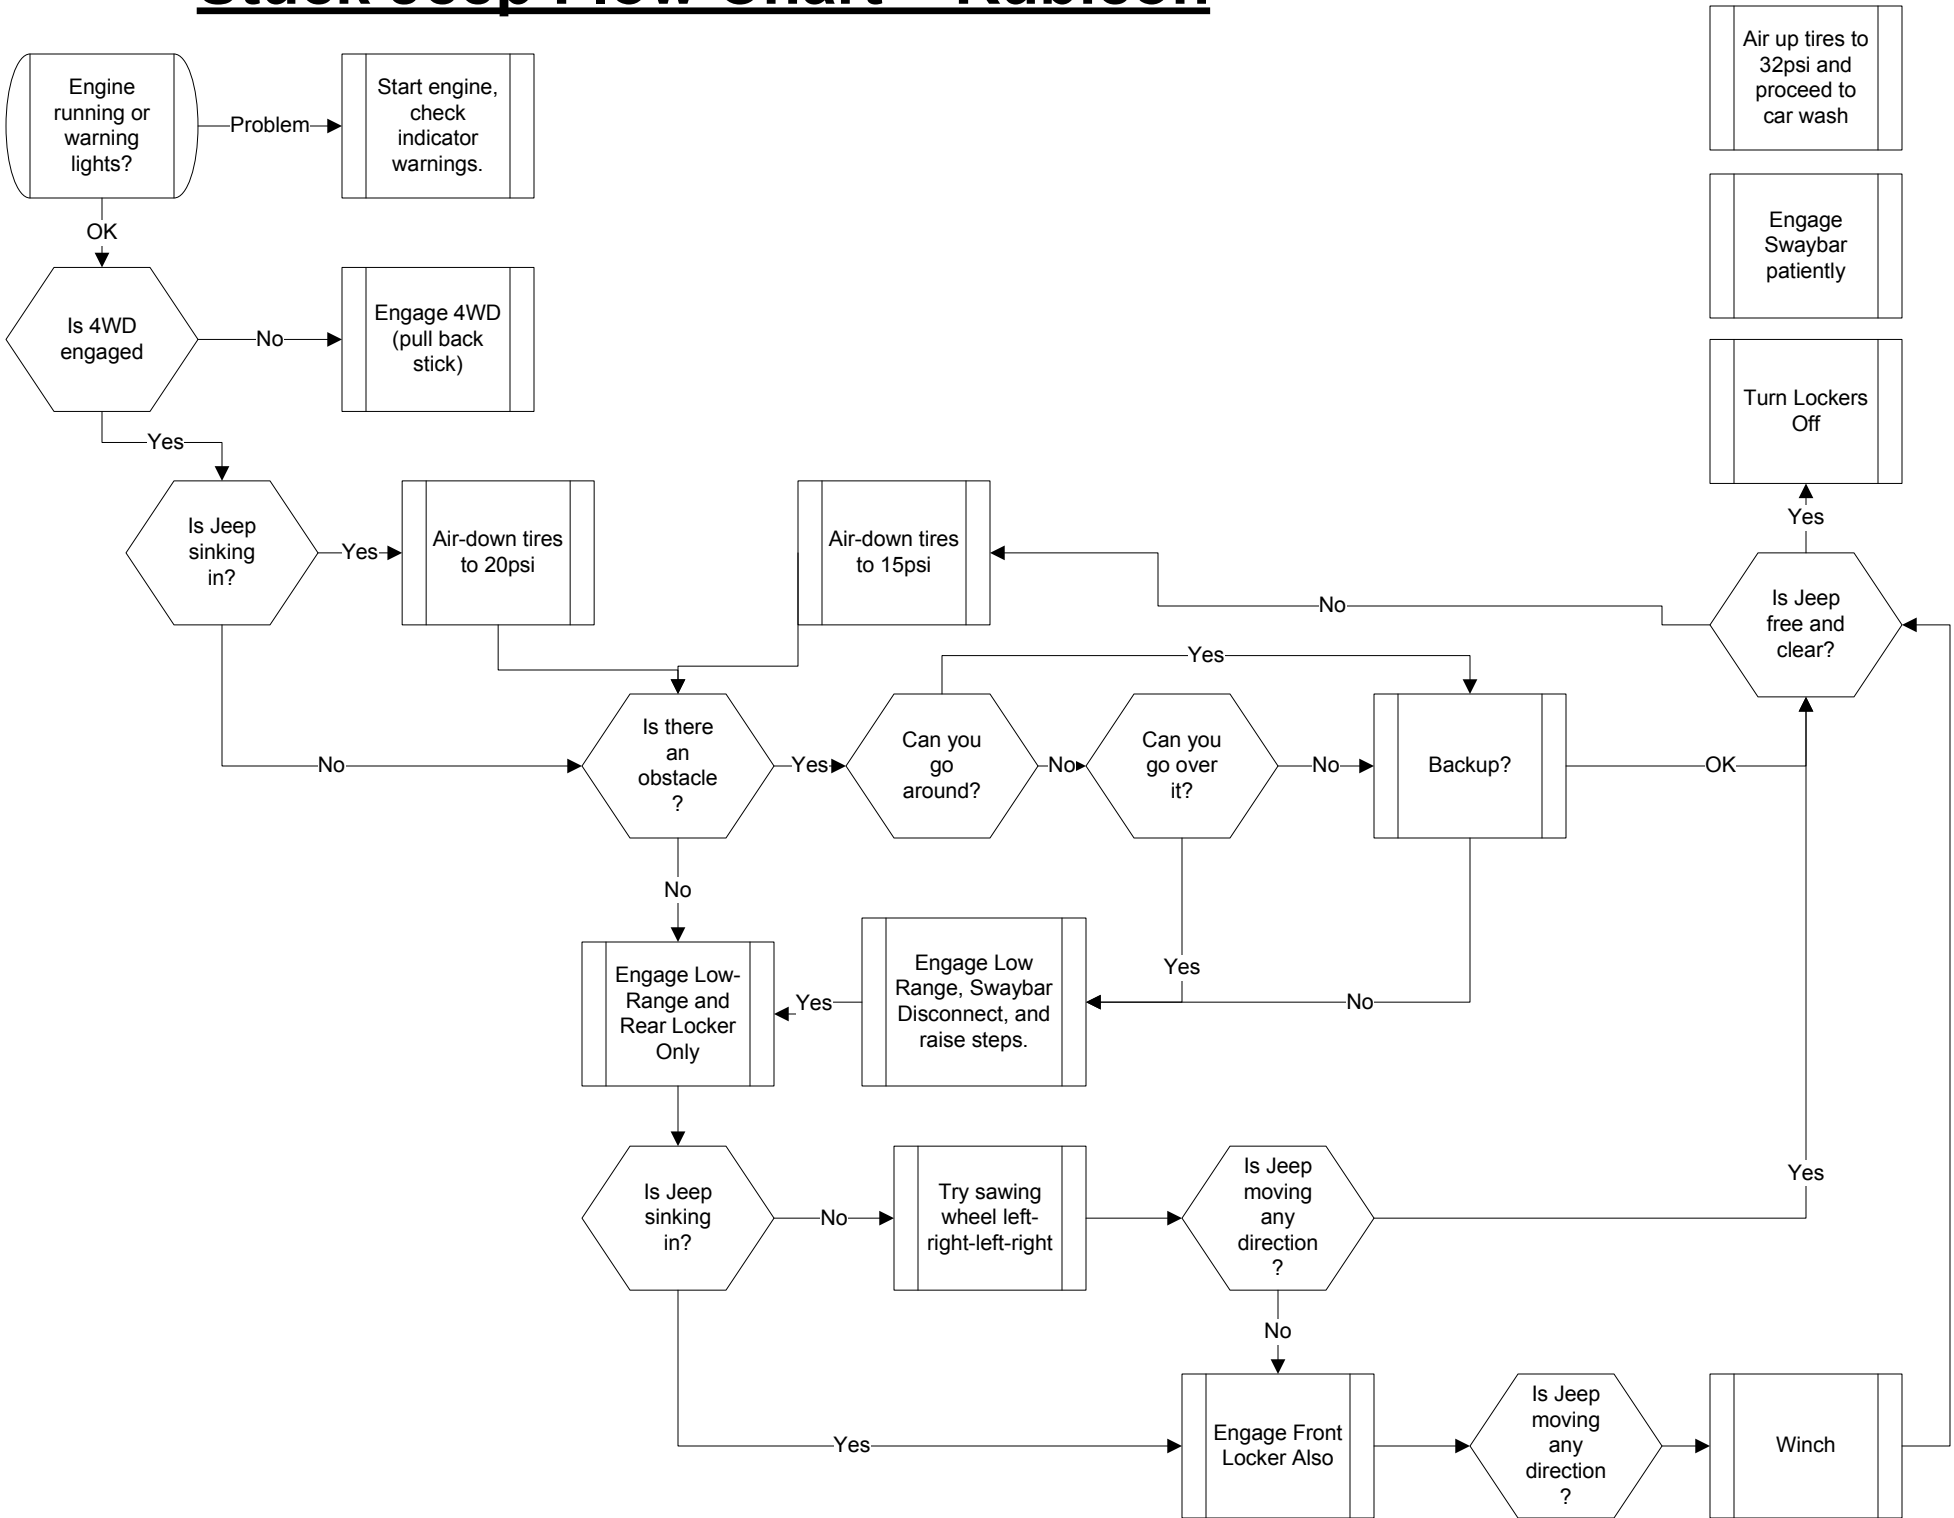 Stuck Jeep Flow Chart - Rubicon
Engine
running or
warning
lights?
Problem
Start engine,
check
indicator
warnings.
Air up tires to
32psi and
proceed to
car wash
OK
Engage
Swaybar
patiently
Is 4WD
engaged
No
Engage 4WD
(pull back
stick)
Turn Lockers
Off
Yes
Yes
Is Jeep
sinking
in?
Yes
Air-down tires
to 20psi
Air-down tires
to 15psi
No
Is Jeep
free and
clear?
Yes
No
Is there
an
obstacle
?
Yes
Can you
go
around?
No
Can you
go over
it?
No
Backup?
OK
No
Yes
Engage Low-
Range and
Rear Locker
Only
Yes
Engage Low
Range, Swaybar
Disconnect, and
raise steps.
No
Is Jeep
sinking
in?
No
Try sawing
wheel left-
right-left-right
Is Jeep
moving
any
direction
?
Yes
No
Yes
Engage Front
Locker Also
Is Jeep
moving
any
direction
?
Winch